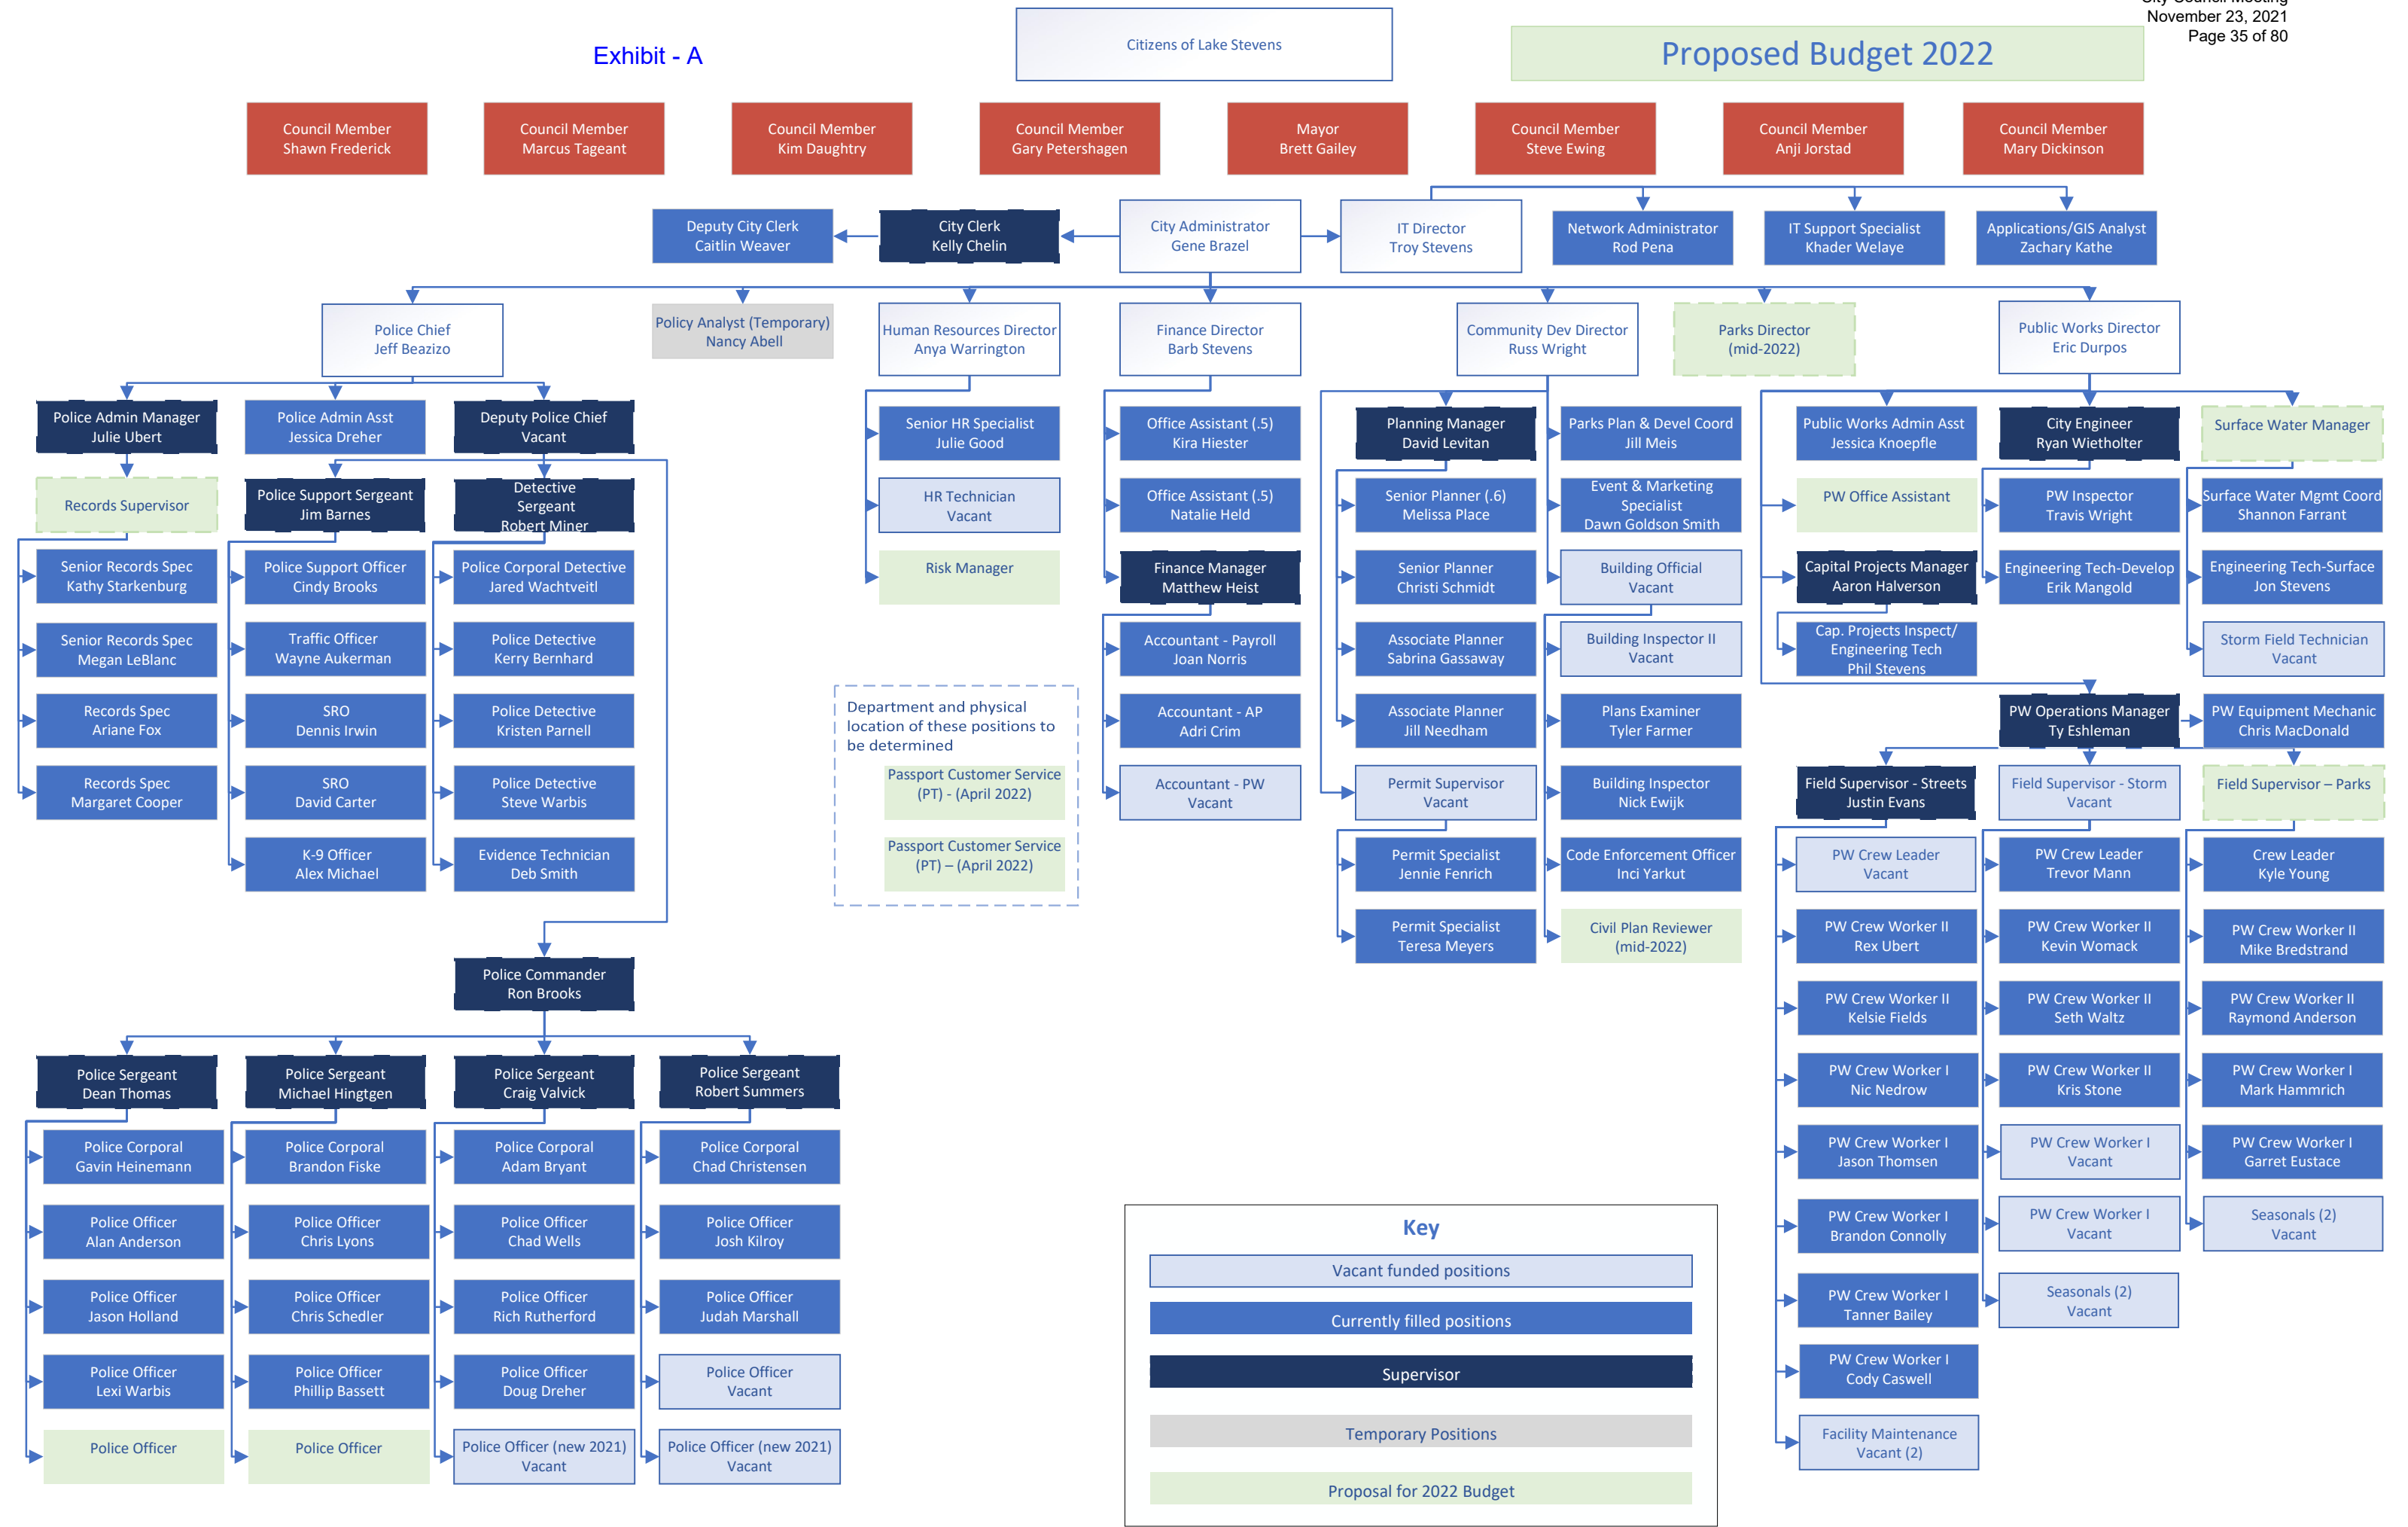 City Council Meeting
November 23, 2021
Page 35 of 80
Exhibit - A
Citizens of Lake Stevens
Proposed Budget 2022
Council Member
Shawn Frederick
Council Member
Marcus Tageant
Council Member
Kim Daughtry
Council Member
Gary Petershagen
Mayor
Brett Gailey
Council Member
Steve Ewing
Council Member
Anji Jorstad
Council Member
Mary Dickinson
Deputy City Clerk
Caitlin Weaver
City Clerk
Kelly Chelin
City Administrator
Gene Brazel
IT Director
Troy Stevens
Network Administrator
Rod Pena
IT Support Specialist
Khader Welaye
Applications/GIS Analyst
Zachary Kathe
Police Chief
Jeff Beazizo
Policy Analyst (Temporary)
Nancy Abell
Human Resources Director
Anya Warrington
Finance Director
Barb Stevens
Community Dev Director
Russ Wright
Parks Director
(mid-2022)
Public Works Director
Eric Durpos
Police Admin Manager
Julie Ubert
Police Admin Asst
Jessica Dreher
Deputy Police Chief
Vacant
Records Supervisor
Police Support Sergeant
Jim Barnes
Detective
Sergeant
Robert Miner
Senior Records Spec
Kathy Starkenburg
Police Support Officer
Cindy Brooks
Police Corporal Detective
Jared Wachtveitl
Senior Records Spec
Megan LeBlanc
Traffic Officer
Wayne Aukerman
Police Detective
Kerry Bernhard
Records Spec
Ariane Fox
SRO
Dennis Irwin
Police Detective
Kristen Parnell
Records Spec
Margaret Cooper
SRO
David Carter
Police Detective
Steve Warbis
K-9 Officer
Alex Michael
Evidence Technician
Deb Smith
Senior HR Specialist
Julie Good
HR Technician
Vacant
Risk Manager
Department and physical
location of these positions to
be determined
Passport Customer Service
(PT) - (April 2022)
Passport Customer Service
(PT) – (April 2022)
Office Assistant (.5)
Kira Hiester
Office Assistant (.5)
Natalie Held
Finance Manager
Matthew Heist
Accountant - Payroll
Joan Norris
Accountant - AP
Adri Crim
Accountant - PW
Vacant
Planning Manager
David Levitan
Senior Planner (.6)
Melissa Place
Senior Planner
Christi Schmidt
Associate Planner
Sabrina Gassaway
Associate Planner
Jill Needham
Permit Supervisor
Vacant
Permit Specialist
Jennie Fenrich
Permit Specialist
Teresa Meyers
Parks Plan & Devel Coord
Jill Meis
Event & Marketing
Specialist
Dawn Goldson Smith
Building Official
Vacant
Building Inspector II
Vacant
Plans Examiner
Tyler Farmer
Building Inspector
Nick Ewijk
Code Enforcement Officer
Inci Yarkut
Civil Plan Reviewer
(mid-2022)
Public Works Admin Asst
Jessica Knoepfle
PW Office Assistant
Capital Projects Manager
Aaron Halverson
Cap. Projects Inspect/
Engineering Tech
Phil Stevens
City Engineer
Ryan Wietholter
PW Inspector
Travis Wright
Engineering Tech-Develop
Erik Mangold
Surface Water Manager
Surface Water Mgmt Coord
Shannon Farrant
Engineering Tech-Surface
Jon Stevens
Storm Field Technician
Vacant
PW Operations Manager
Ty Eshleman
PW Equipment Mechanic
Chris MacDonald
Field Supervisor - Streets
Justin Evans
Field Supervisor - Storm
Vacant
Field Supervisor – Parks
PW Crew Leader
Vacant
PW Crew Leader
Trevor Mann
Crew Leader
Kyle Young
PW Crew Worker II
Rex Ubert
PW Crew Worker II
Kevin Womack
PW Crew Worker II
Mike Bredstrand
PW Crew Worker II
Kelsie Fields
PW Crew Worker II
Seth Waltz
PW Crew Worker II
Raymond Anderson
PW Crew Worker I
Nic Nedrow
PW Crew Worker II
Kris Stone
PW Crew Worker I
Mark Hammrich
PW Crew Worker I
Jason Thomsen
PW Crew Worker I
Vacant
PW Crew Worker I
Garret Eustace
PW Crew Worker I
Brandon Connolly
PW Crew Worker I
Vacant
Seasonals (2)
Vacant
PW Crew Worker I
Tanner Bailey
Seasonals (2)
Vacant
PW Crew Worker I
Cody Caswell
Facility Maintenance
Vacant (2)
Police Commander
Ron Brooks
Police Sergeant
Dean Thomas
Police Sergeant
Michael Hingtgen
Police Sergeant
Craig Valvick
Police Sergeant
Robert Summers
Police Corporal
Gavin Heinemann
Police Corporal
Brandon Fiske
Police Corporal
Adam Bryant
Police Corporal
Chad Christensen
Police Officer
Alan Anderson
Police Officer
Chris Lyons
Police Officer
Chad Wells
Police Officer
Josh Kilroy
Police Officer
Jason Holland
Police Officer
Chris Schedler
Police Officer
Rich Rutherford
Police Officer
Judah Marshall
Police Officer
Lexi Warbis
Police Officer
Phillip Bassett
Police Officer
Doug Dreher
Police Officer
Vacant
Police Officer
Police Officer
Police Officer (new 2021)
Vacant
Police Officer (new 2021)
Vacant
Key
Vacant funded positions
Currently filled positions
Supervisor
Temporary Positions
Proposal for 2022 Budget